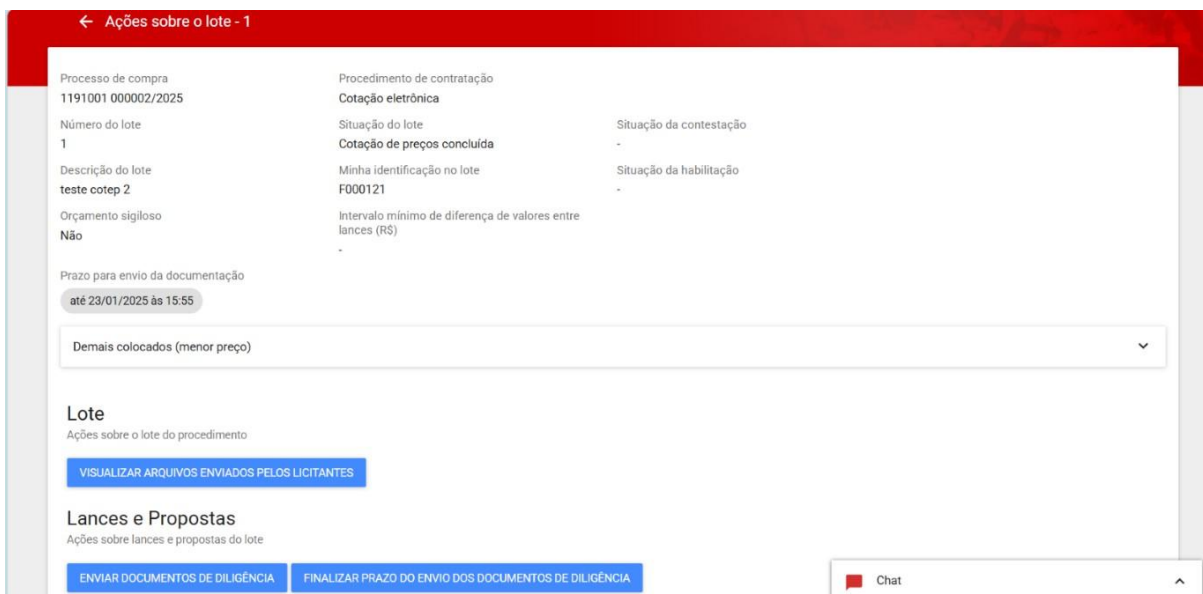 Ações sobre o lote - 1
Processo de compra
1191001 000002/2025
Procedimento de contratação
Cotação eletrônica
Número do lote
1
Situação do lote
Cotação de preços concluída
Situação da contestação
-
Descrição do lote
teste cotep 2
Minha identificação no lote
F000121
Situação da habilitação
-
Orçamento sigiloso
Não
Intervalo mínimo de diferença de valores entre
lances (R$)
-
Prazo para envio da documentação
até 23/01/2025 às 15:55
Demais colocados (menor preço)
Lote
Ações sobre o lote do procedimento
VISUALIZAR ARQUIVOS ENVIADOS PELOS LICITANTES
Lances e Propostas
Ações sobre lances e propostas do lote
ENVIAR DOCUMENTOS DE DILIGÊNCIA
FINALIZAR PRAZO DO ENVIO DOS DOCUMENTOS DE DILIGÊNCIA
Chat